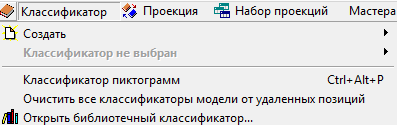 Классификатор Проекция Набор проекций Мастера
Создать
Классификатор не выбран
Классификатор пиктограмм Ctrl+Alt+P
Очистить все классификаторы модели от удаленных позиций
Открыть библиотечный классификатор...